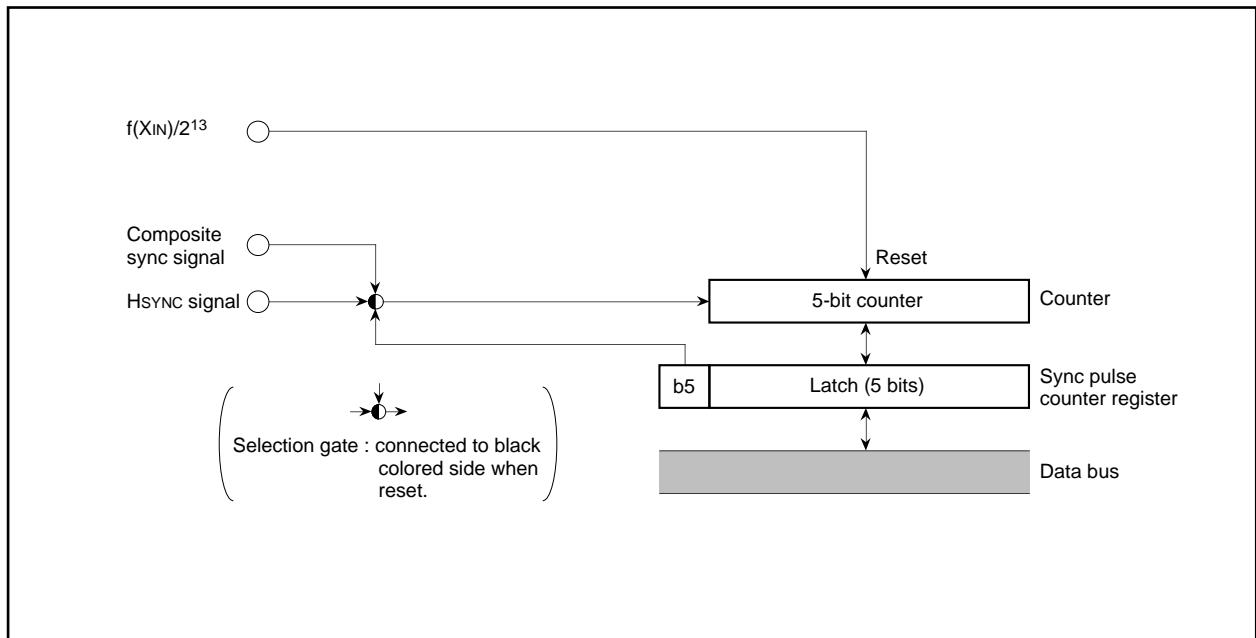 f(XIN)/2¹³
Composite
sync signal
HSYNC signal
Reset
5-bit counter
Counter
b5
Latch (5 bits)
Sync pulse
counter register
Selection gate : connected to black
colored side when
reset.
Data bus